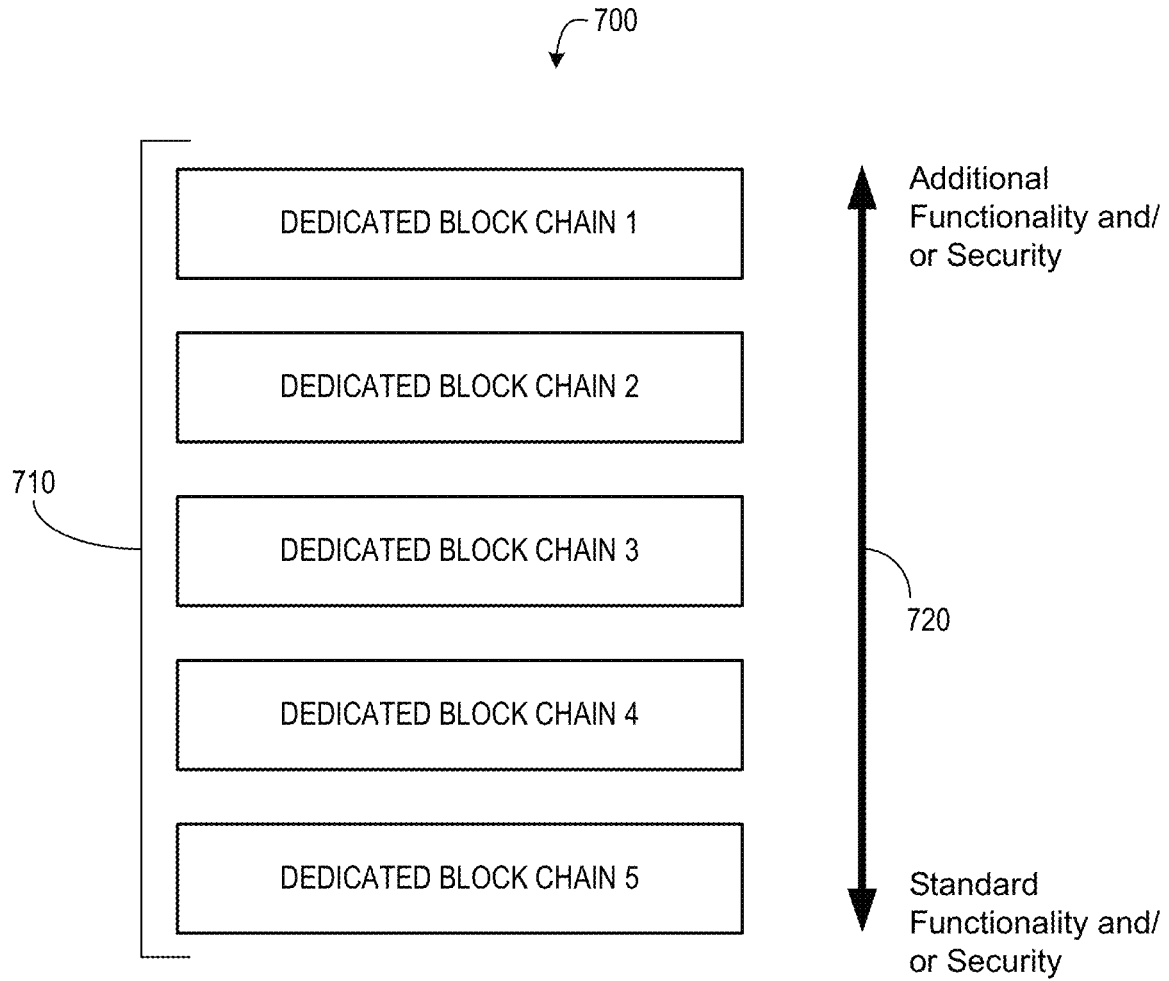 700
DEDICATED BLOCK CHAIN 1
Additional
Functionality and/
or Security
DEDICATED BLOCK CHAIN 2
710
DEDICATED BLOCK CHAIN 3
720
DEDICATED BLOCK CHAIN 4
DEDICATED BLOCK CHAIN 5
Standard
Functionality and/
or Security